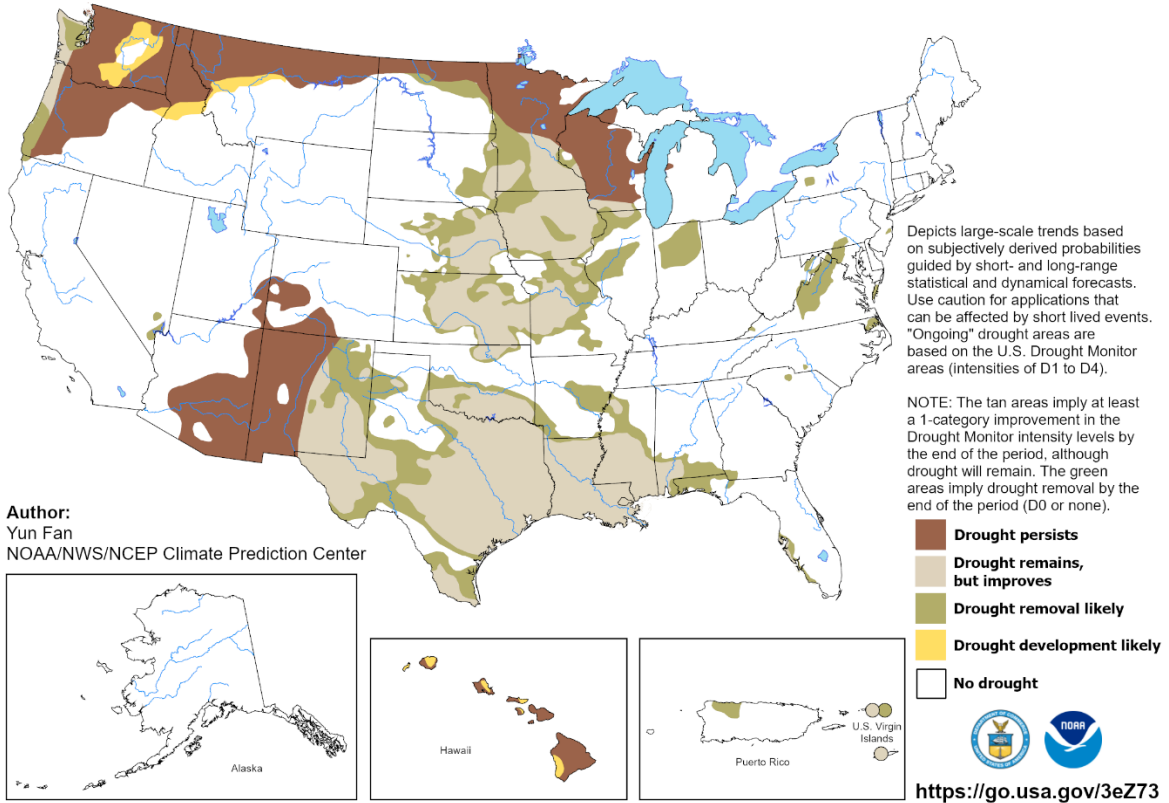 Depicts large-scale trends based
on subjectively derived probabilities
guided by short- and long-range
statistical and dynamical forecasts.
Use caution for applications that
can be affected by short lived events.
"Ongoing" drought areas are
based on the U.S. Drought Monitor
areas (intensities of D1 to D4).
NOTE: The tan areas imply at least
a 1-category improvement in the
Drought Monitor intensity levels by
the end of the period, although
drought will remain. The green
areas imply drought removal by the
end of the period (D0 or none).
Author:
Yun Fan
NOAA/NWS/NCEP Climate Prediction Center
Drought persists
Drought remains,
but improves
Drought removal likely
Drought development likely
No drought
Alaska
Hawaii
Puerto Rico
U.S. Virgin
Islands
NOAA
https://go.usa.gov/3eZ73